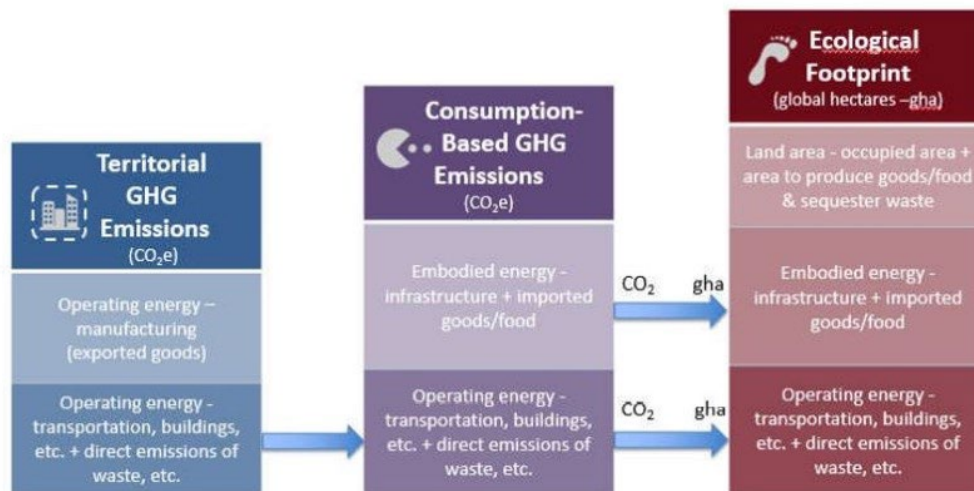 Territorial
GHG
Emissions
(CO₂e)
Operating energy –
manufacturing
(exported goods)
Operating energy -
transportation, buildings,
etc. + direct emissions of
waste, etc.
Consumption-
Based GHG
Emissions
(CO₂e)
Embodied energy -
infrastructure + imported
goods/food
Operating energy -
transportation, buildings,
etc. + direct emissions of
waste, etc.
CO₂ gha
CO₂ gha
Ecological
Footprint
(global hectares –gha)
Land area - occupied area +
area to produce goods/food
& sequester waste
Embodied energy -
infrastructure + imported
goods/food
Operating energy -
transportation, buildings,
etc. + direct emissions of
waste, etc.